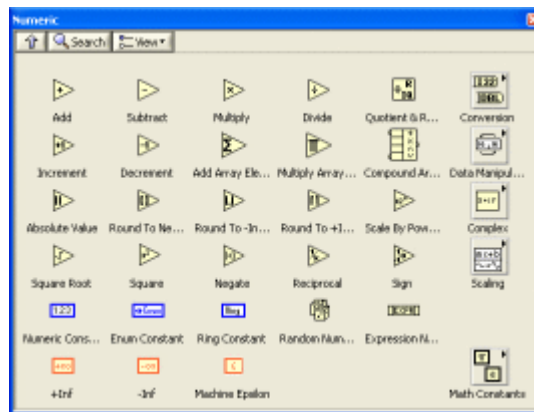 Numeric
Search View
Add Subtract Multiply Divide Quotient & R... Conversion
Increment Decrement Add Array Ele... Multiply Array... Compound Ar... Data Manipul...
Absolute Value Round To Ne... Round To -In... Round To +I... Scale By Pow... Complex
Square Root Square Negate Reciprocal Sign Scaling
123
Numeric Cons... Enum Constant Ring Constant Random Num... Expression N...
+Inf -Inf Machine Epsilon Math Constants